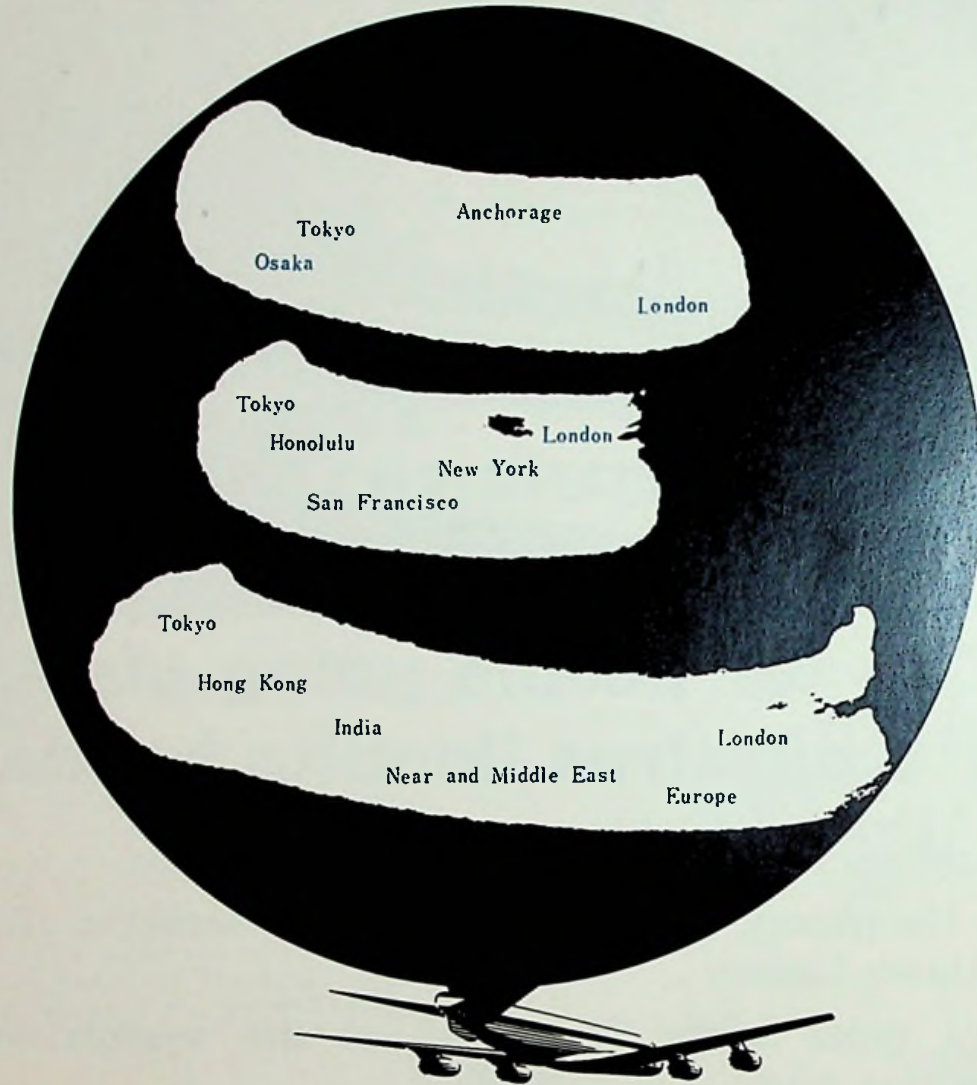 Anchorage
Tokyo
Osaka
London
Tokyo
London
Honolulu
New York
San Francisco
Tokyo
Hong Kong
India
London
Near and Middle East
Europe